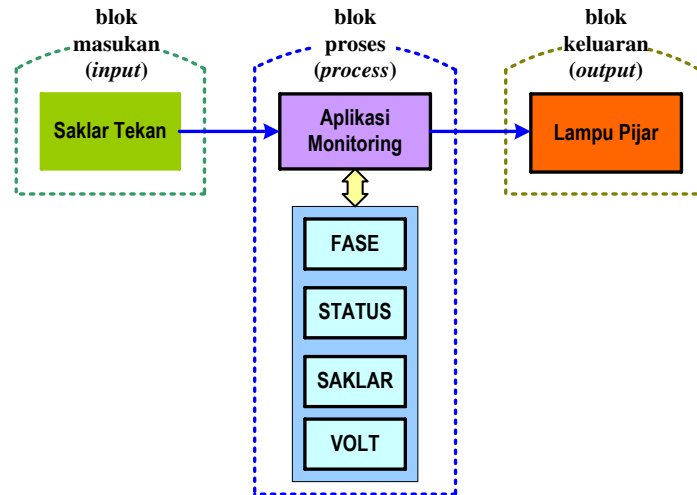 blok
masukan
(input)
blok
proses
(process)
blok
keluaran
(output)
Saklar Tekan
Aplikasi
Monitoring
Lampu Pijar
FASE
STATUS
SAKLAR
VOLT